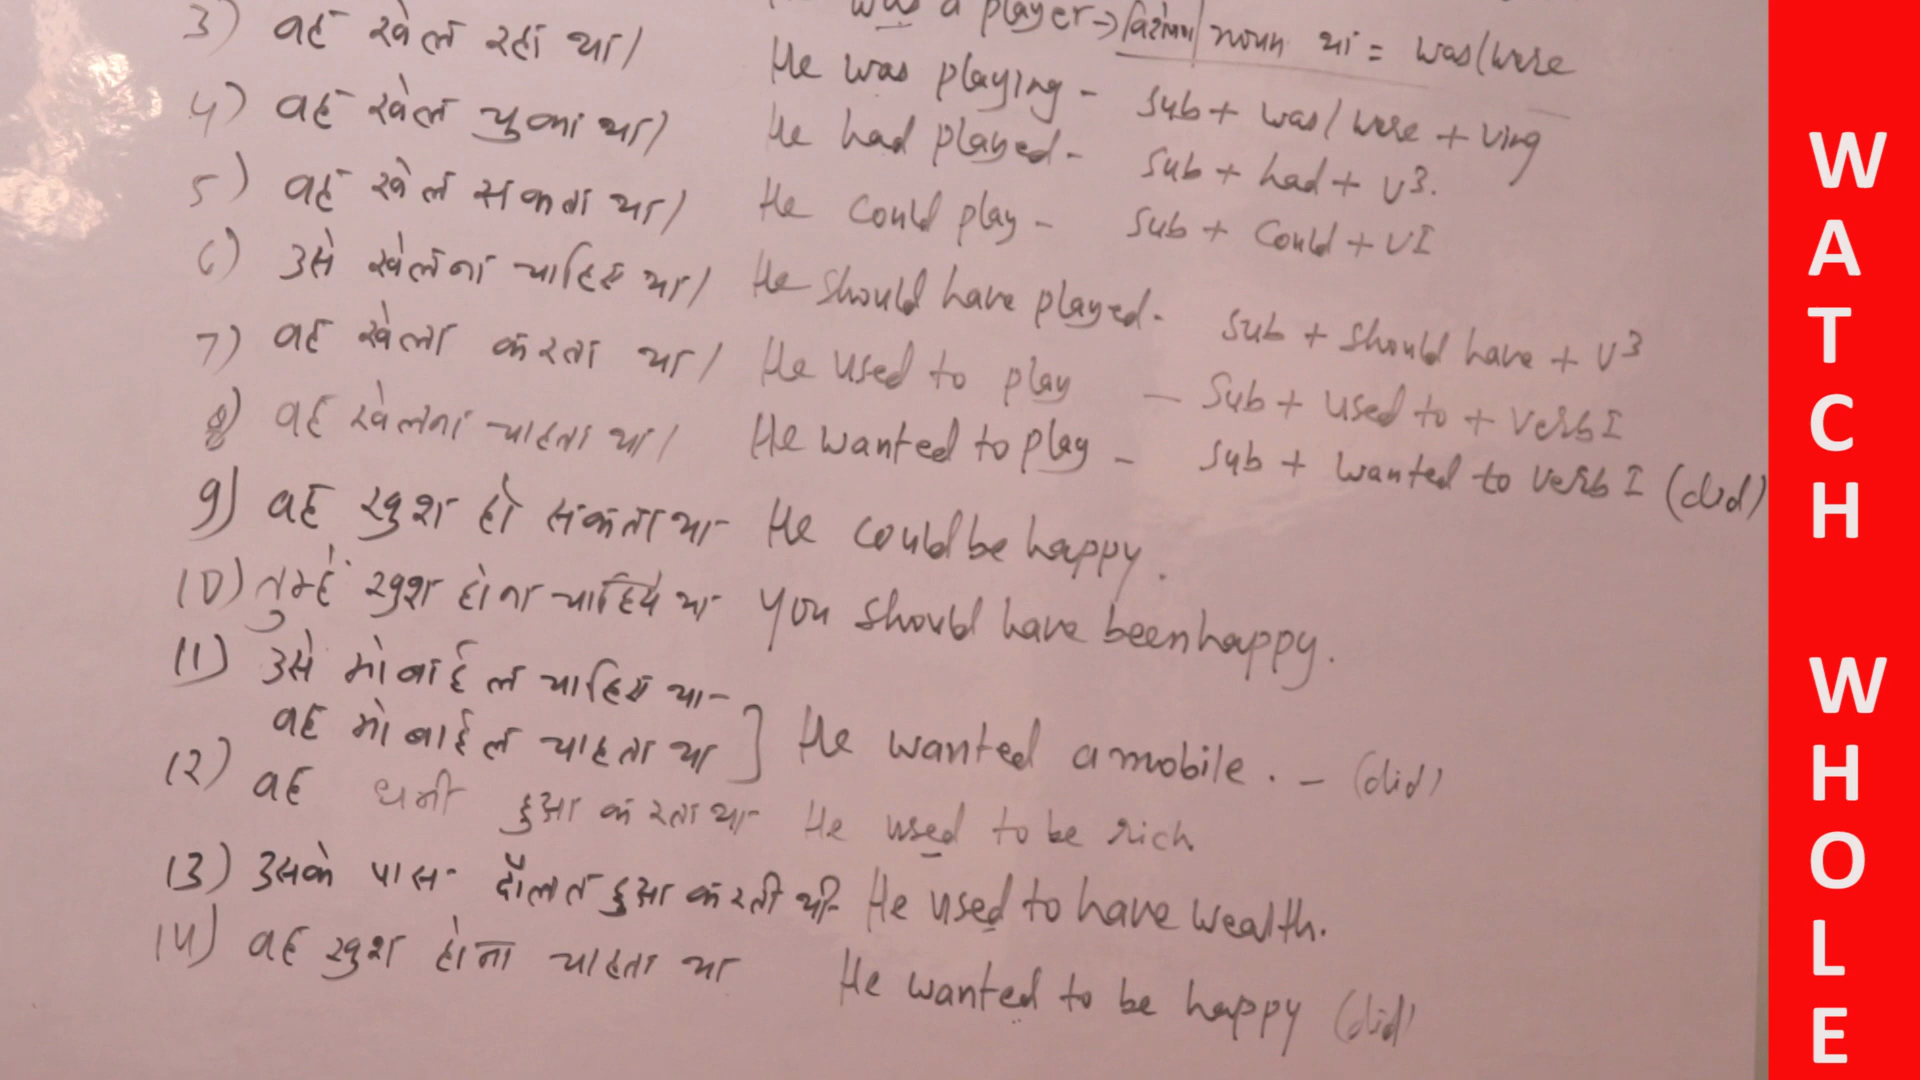 was a player → विशेषण/noun था = was/were
3) वह खेल रहा था। He was playing - Sub + was/were + Ving
4) वह खेल चुका था। He had played - Sub + had + V3.
5) वह खेल सकता था। He could play - Sub + Could + VI
6) उसे खेलना चाहिए था। He should have played. Sub + should have + V3
7) वह खेला करता था। He used to play - Sub + used to + Verb I
8) वह खेलना चाहता था। He wanted to play - Sub + wanted to Verb I (did)
9) वह खुश हो सकता था He could be happy.
10) तुम्हें खुश होना चाहिये था you should have been happy.
11) उसे मोबाईल चाहिए था-
वह मोबाईल चाहता था ] He wanted a mobile. - (did)
12) वह धनी हुआ करता था He used to be rich
13) उसके पास दौलत हुआ करती थी He used to have wealth.
14) वह खुश होना चाहता था He wanted to be happy (did)
WATCH WHOLE